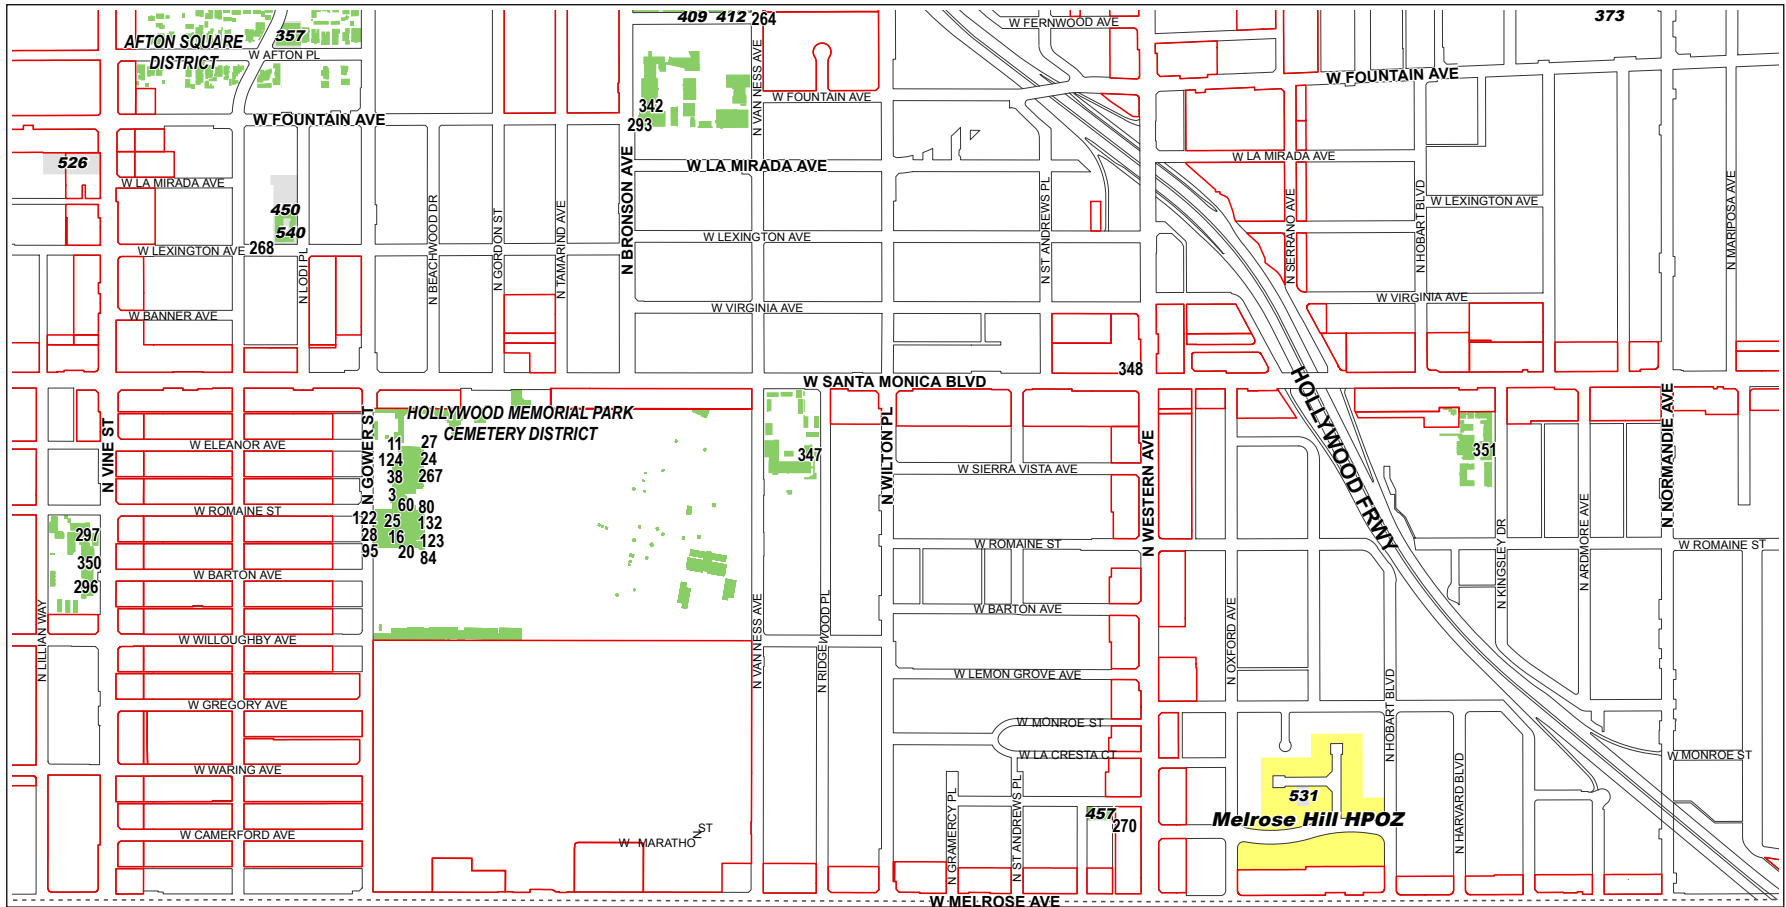 409 412 264
W FERNWOOD AVE
373
357
AFTON SQUARE
DISTRICT
W AFTON PL
N VAN NESS AVE
W FOUNTAIN AVE
W FOUNTAIN AVE
342
293
W FOUNTAIN AVE
526
W LA MIRADA AVE
W LA MIRADA AVE
W LA MIRADA AVE
N BRONSON AVE
450
540
268
W LEXINGTON AVE
W LEXINGTON AVE
W LEXINGTON AVE
N LODI PL
N BEACHWOOD DR
N GORDON ST
N TAMARIND AVE
N ST ANDREWS PL
N SERRANO AVE
N HOBART BLVD
N MARIPOSA AVE
W BANNER AVE
W VIRGINIA AVE
W VIRGINIA AVE
348
W SANTA MONICA BLVD
HOLLYWOOD FRWY
HOLLYWOOD MEMORIAL PARK
CEMETERY DISTRICT
N VINE ST
N GOWER ST
N WILTON PL
N WESTERN AVE
N NORMANDIE AVE
W ELEANOR AVE
11
27
124
24
38
267
3
60
80
122
25
132
28
16
123
95
20
84
347
351
W SIERRA VISTA AVE
W ROMAINE ST
W ROMAINE ST
W ROMAINE ST
297
350
296
W BARTON AVE
W BARTON AVE
N LILLIAN WAY
N VAN NESS AVE
N RIDGEWOOD PL
N OXFORD AVE
N KINGSLEY DR
N ARDMORE AVE
W WILLOUGHBY AVE
W LEMON GROVE AVE
W GREGORY AVE
W MONROE ST
W LA CRESTA CT
W MONROE ST
N HOBART BLVD
N HARVARD BLVD
W WARING AVE
N GRAMERCY PL
N ST ANDREWS PL
531
Melrose Hill HPOZ
457
270
W CAMERFORD AVE
W MARATHON ST
W MELROSE AVE